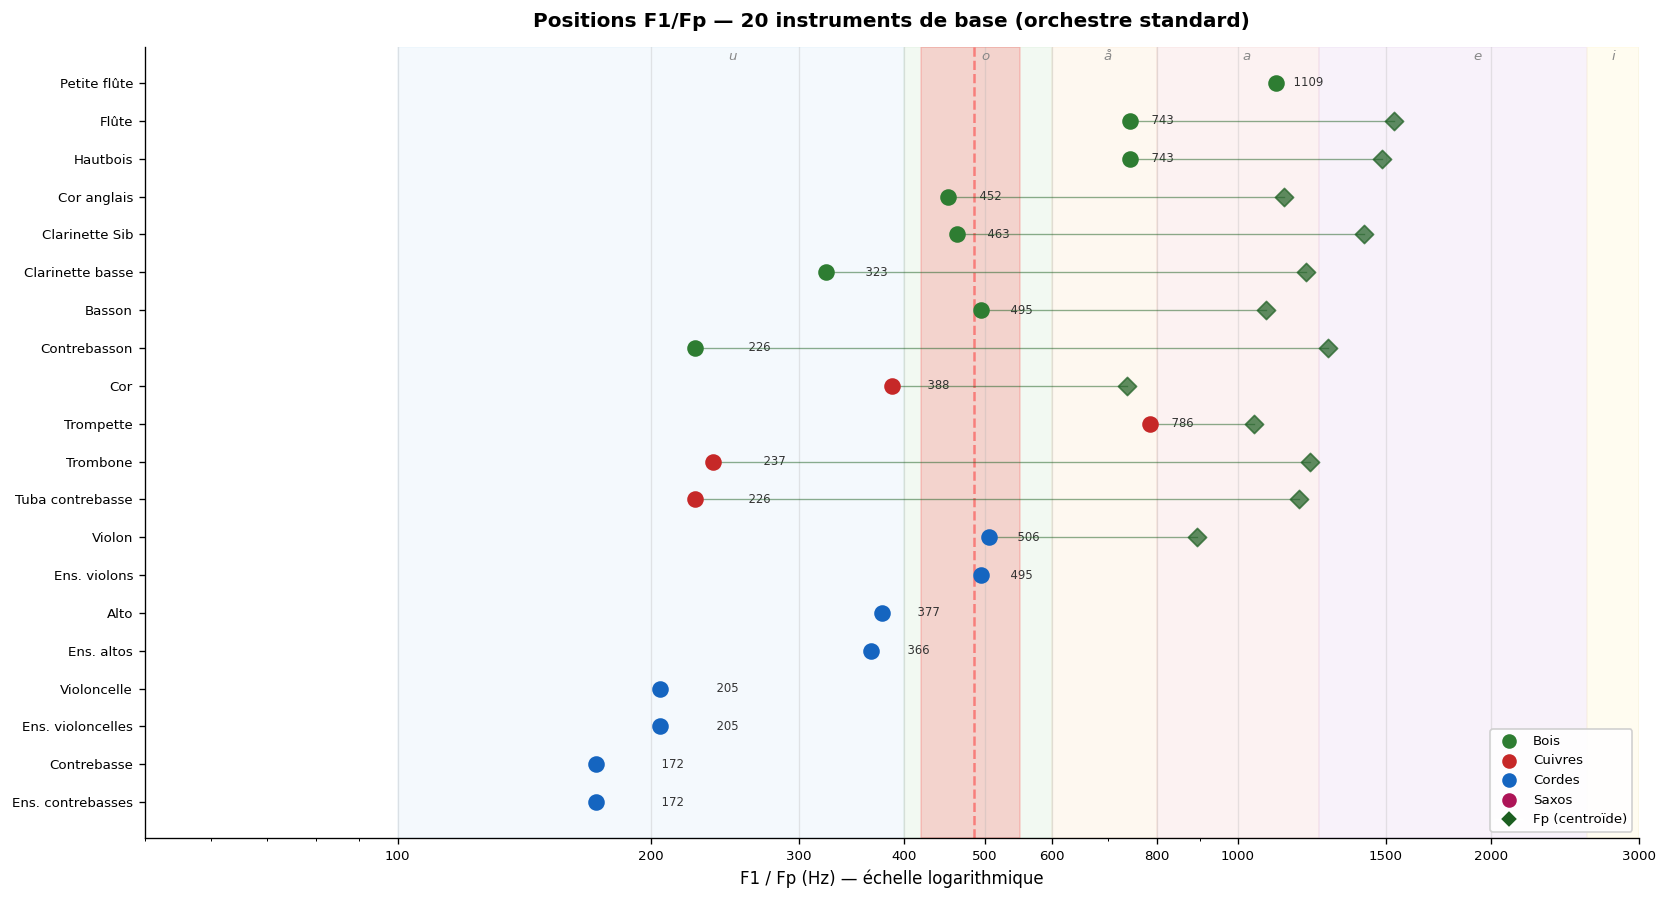 Positions F1/Fp — 20 instruments de base (orchestre standard)
u o å a e i
Petite flûte 1109
Flûte 743
Hautbois 743
Cor anglais 452
Clarinette Sib 463
Clarinette basse 323
Basson 495
Contrebasson 226
Cor 388
Trompette 786
Trombone 237
Tuba contrebasse 226
Violon 506
Ens. violons 495
Alto 377
Ens. altos 366
Violoncelle 205
Ens. violoncelles 205
Contrebasse 172
Ens. contrebasses 172
Bois
Cuivres
Cordes
Saxos
Fp (centroïde)
100 200 300 400 500 600 800 1000 1500 2000 3000
F1 / Fp (Hz) — échelle logarithmique